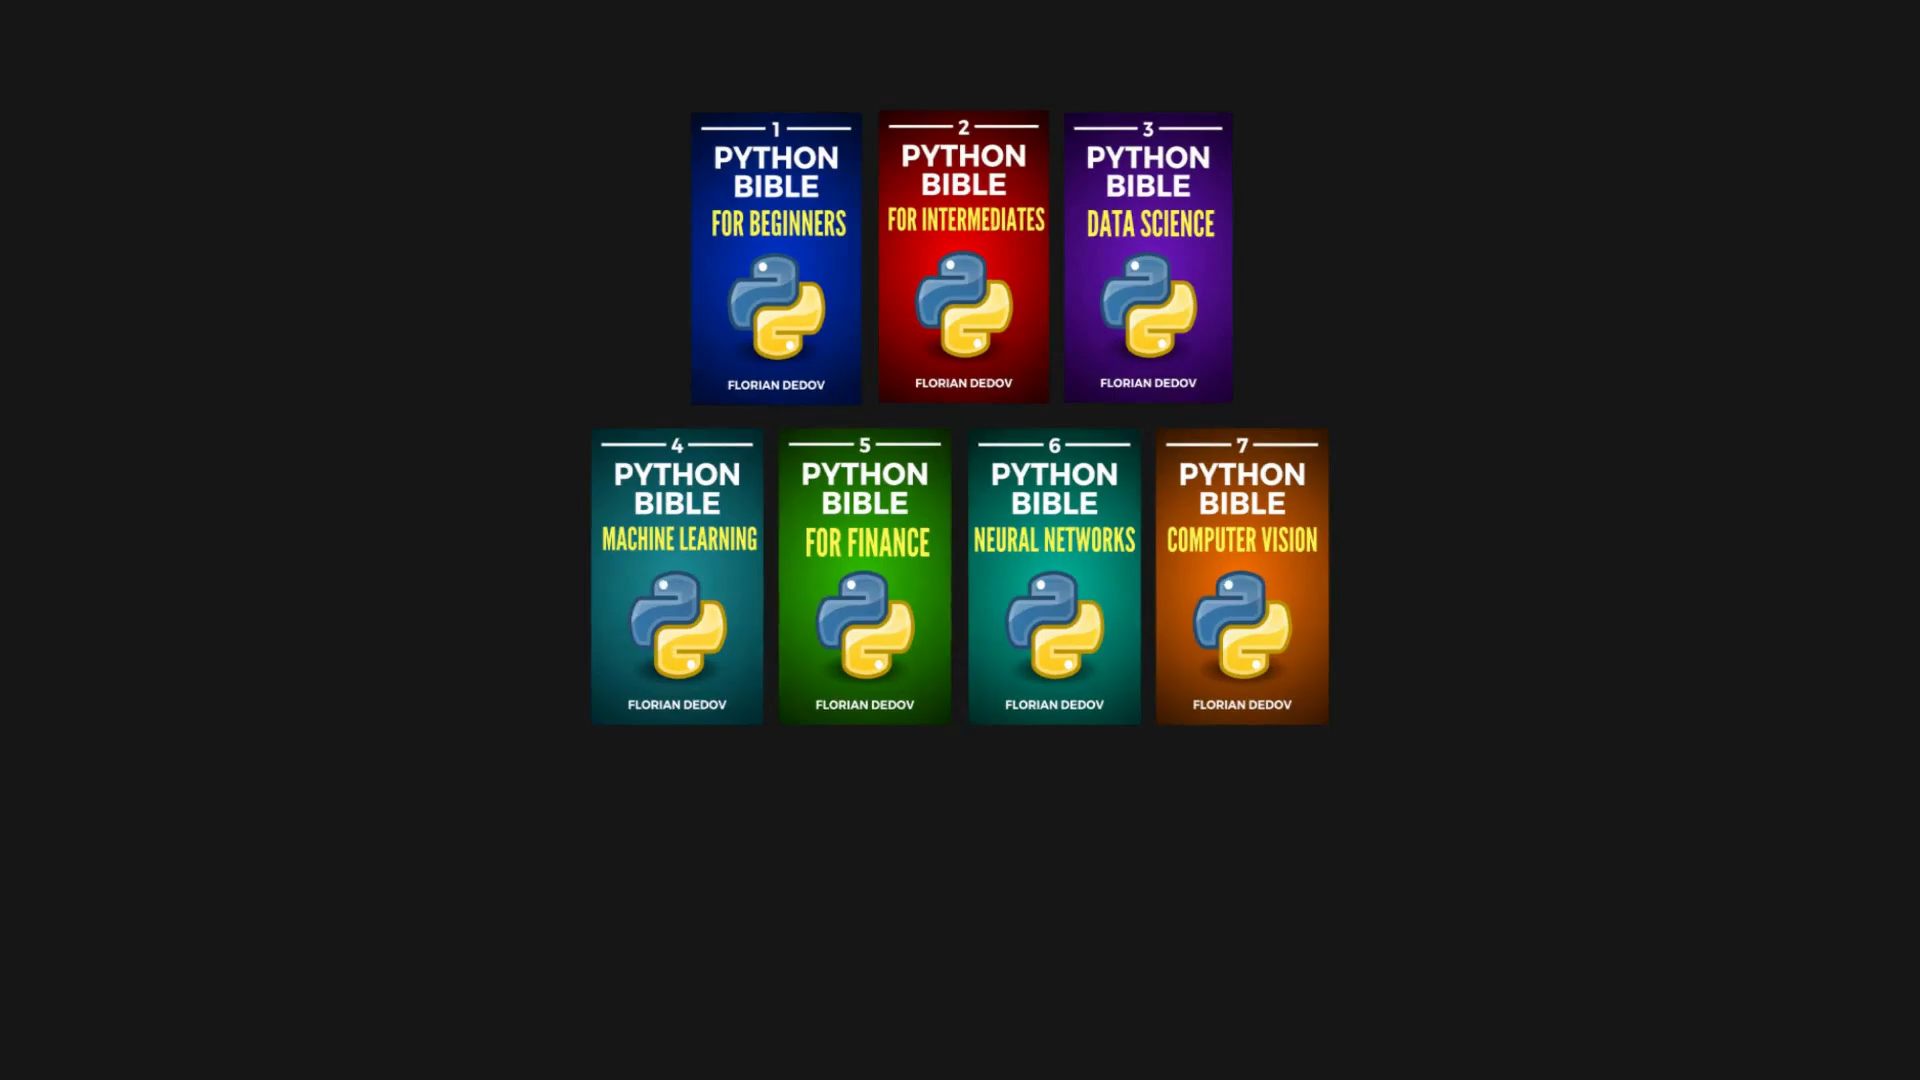 1
PYTHON
BIBLE
FOR BEGINNERS
FLORIAN DEDOV
2
PYTHON
BIBLE
FOR INTERMEDIATES
FLORIAN DEDOV
3
PYTHON
BIBLE
DATA SCIENCE
FLORIAN DEDOV
4
PYTHON
BIBLE
MACHINE LEARNING
FLORIAN DEDOV
5
PYTHON
BIBLE
FOR FINANCE
FLORIAN DEDOV
6
PYTHON
BIBLE
NEURAL NETWORKS
FLORIAN DEDOV
7
PYTHON
BIBLE
COMPUTER VISION
FLORIAN DEDOV